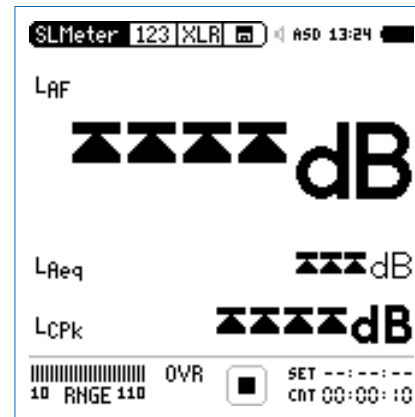 SLMeter 123 XLR ASD 13:24
LAF
dB
LAeq dB
LCPk dB
OVR SET --:--:--
10 RNGE 110 CNT 00:00:10